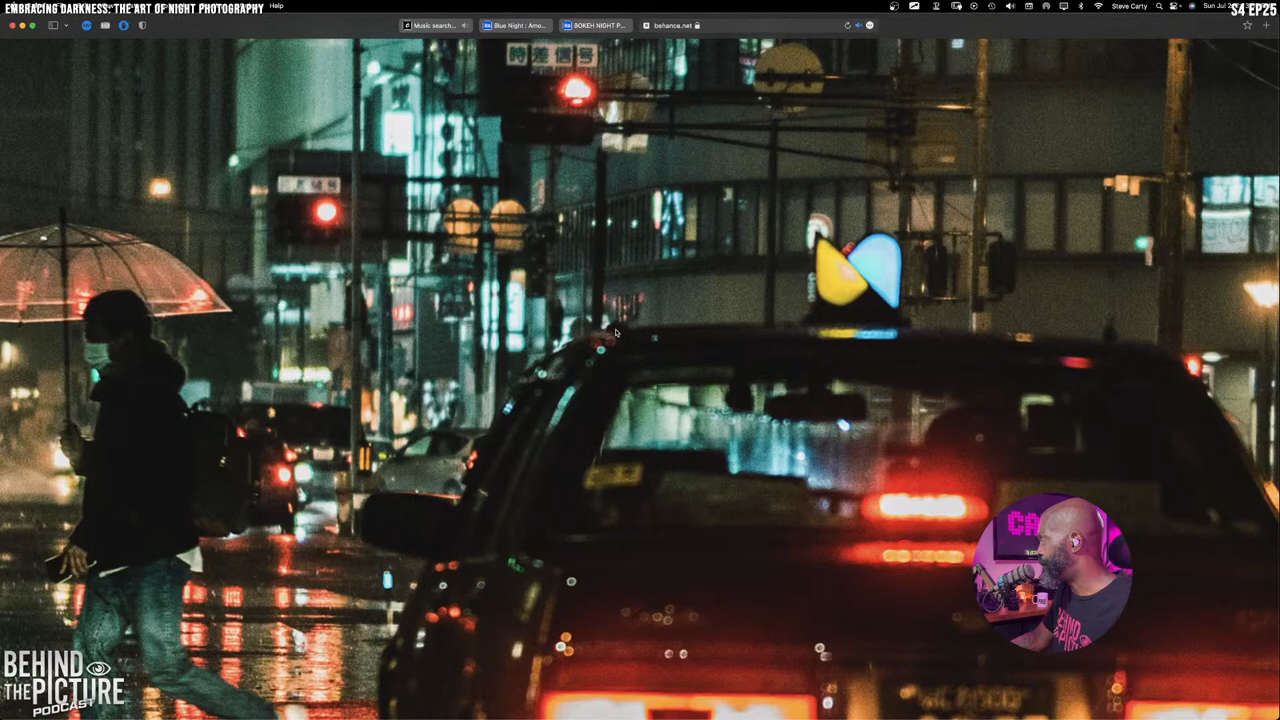 EMBRACING DARKNESS: THE ART OF NIGHT PHOTOGRAPHY
Help
Steve Carty
S4 EP25
Music search...
Blue Night : Amo...
BOKEH NIGHT P...
behance.net
時差信号
BEHIND
THE PICTURE
PODCAST